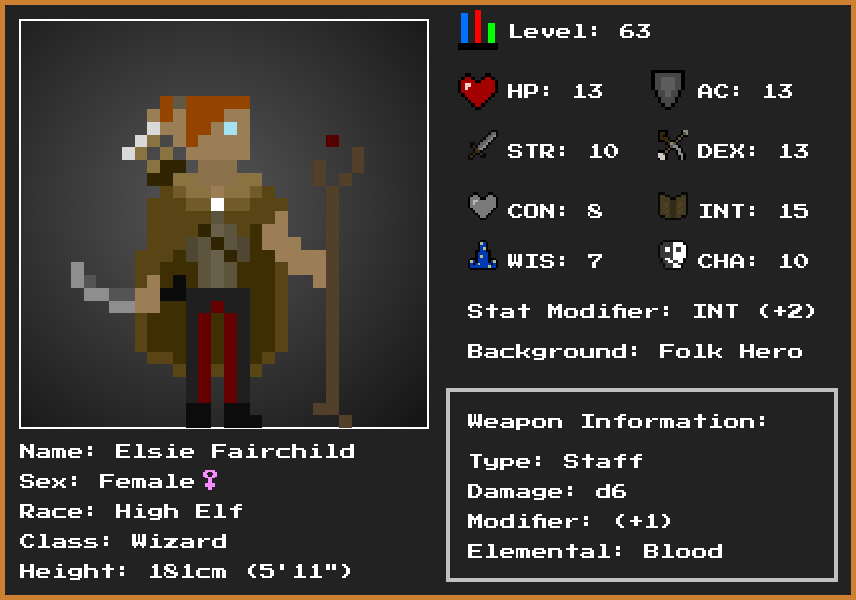 Level: 63
HP: 13 AC: 13
STR: 10 DEX: 13
CON: 8 INT: 15
WIS: 7 CHA: 10
Stat Modifier: INT (+2)
Background: Folk Hero
Weapon Information:
Type: Staff
Damage: d6
Modifier: (+1)
Elemental: Blood
Name: Elsie Fairchild
Sex: Female♀
Race: High Elf
Class: Wizard
Height: 181cm (5'11")